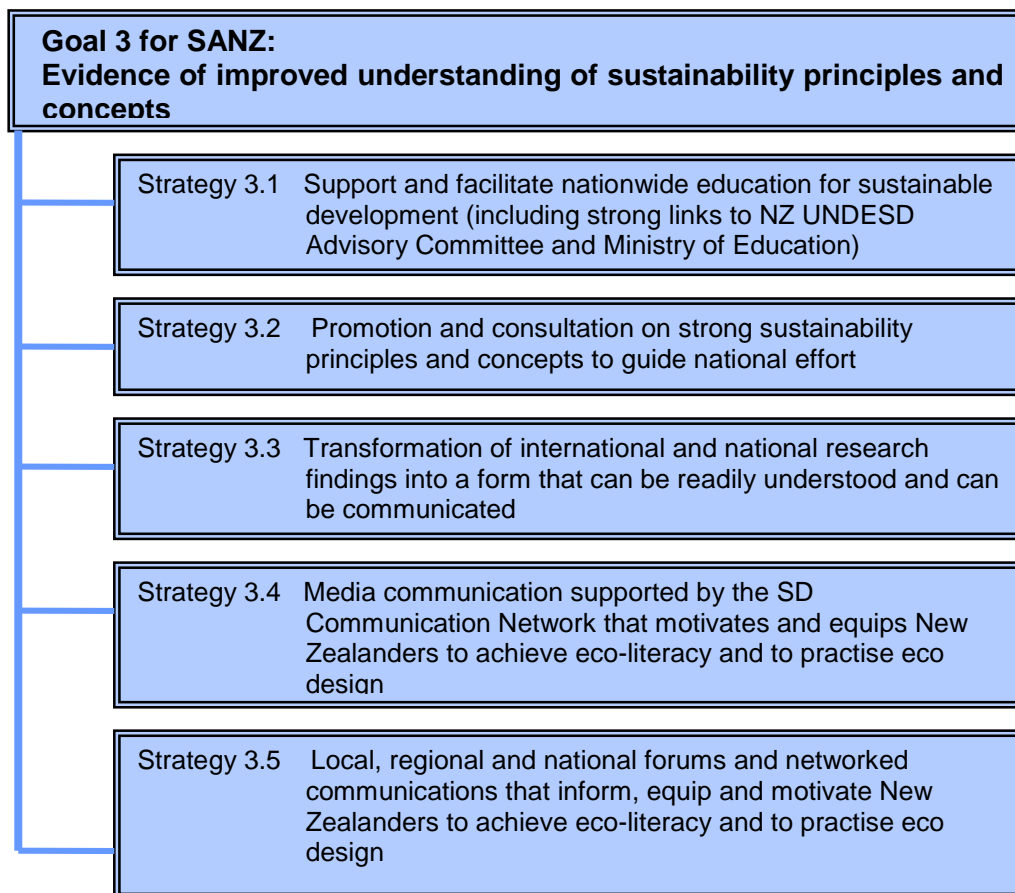 Goal 3 for SANZ:
Evidence of improved understanding of sustainability principles and
concepts
Strategy 3.1 Support and facilitate nationwide education for sustainable
development (including strong links to NZ UNDESD
Advisory Committee and Ministry of Education)
Strategy 3.2 Promotion and consultation on strong sustainability
principles and concepts to guide national effort
Strategy 3.3 Transformation of international and national research
findings into a form that can be readily understood and can
be communicated
Strategy 3.4 Media communication supported by the SD
Communication Network that motivates and equips New
Zealanders to achieve eco-literacy and to practise eco
design
Strategy 3.5 Local, regional and national forums and networked
communications that inform, equip and motivate New
Zealanders to achieve eco-literacy and to practise eco
design